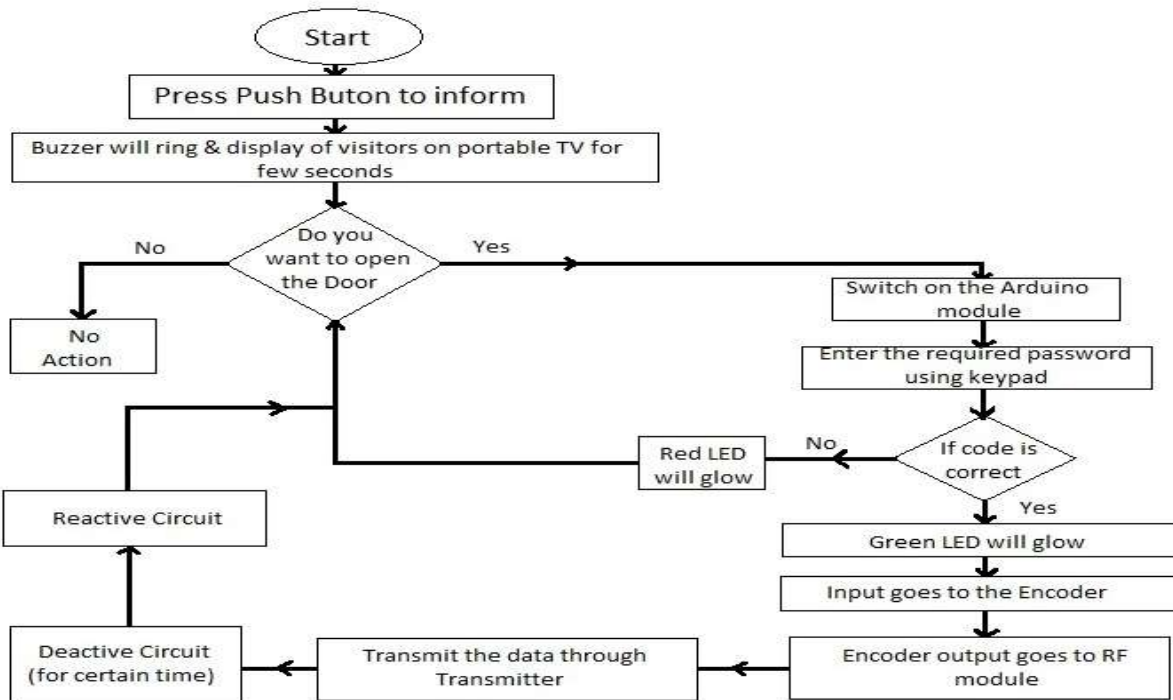 Start
Press Push Buton to inform
Buzzer will ring & display of visitors on portable TV for
few seconds
Do you
want to open
the Door
No
Yes
No
Action
Switch on the Arduino
module
Enter the required password
using keypad
If code is
correct
No
Red LED
will glow
Yes
Green LED will glow
Input goes to the Encoder
Encoder output goes to RF
module
Transmit the data through
Transmitter
Deactive Circuit
(for certain time)
Reactive Circuit